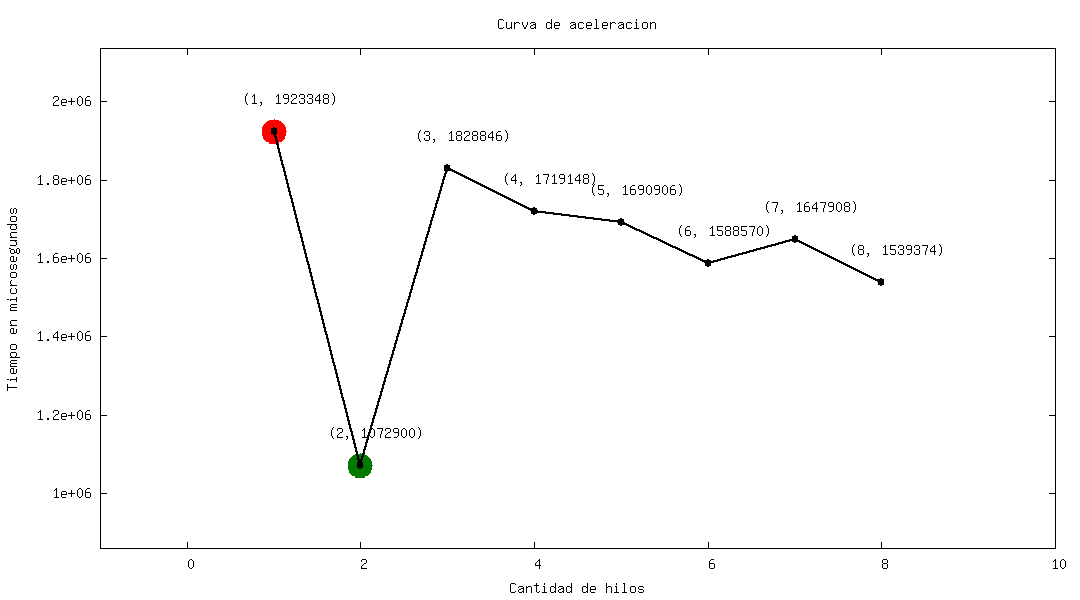 Curva de aceleracion
2e+06
1.8e+06
1.6e+06
1.4e+06
1.2e+06
1e+06
Tiempo en microsegundos
(1, 1923348)
(2, 1072900)
(3, 1828846)
(4, 1719148)
(5, 1690906)
(6, 1588570)
(7, 1647908)
(8, 1539374)
0 2 4 6 8 10
Cantidad de hilos